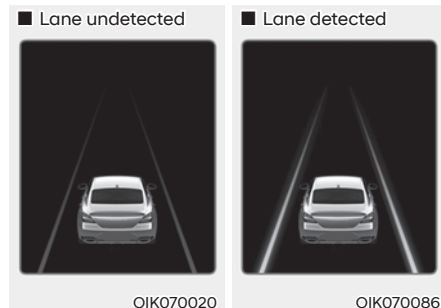 ■ Lane undetected
OIK070020
■ Lane detected
OIK070086